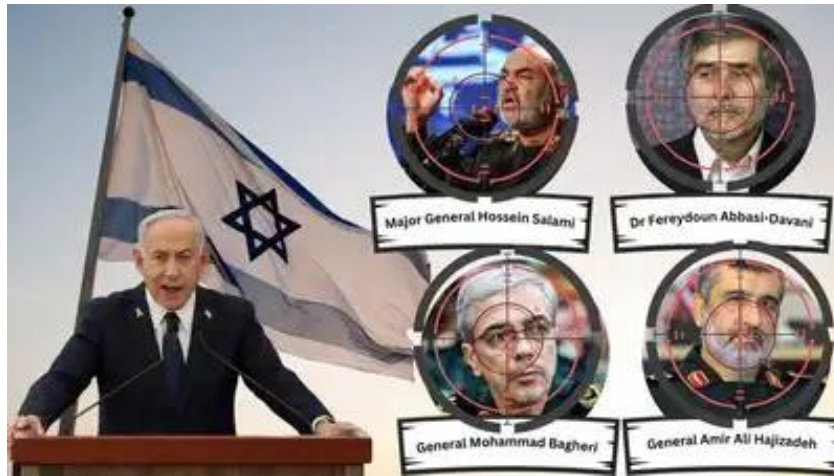 Major General Hossein Salami
Dr Fereydoun Abbasi-Davani
General Mohammad Bagheri
General Amir Ali Hajizadeh